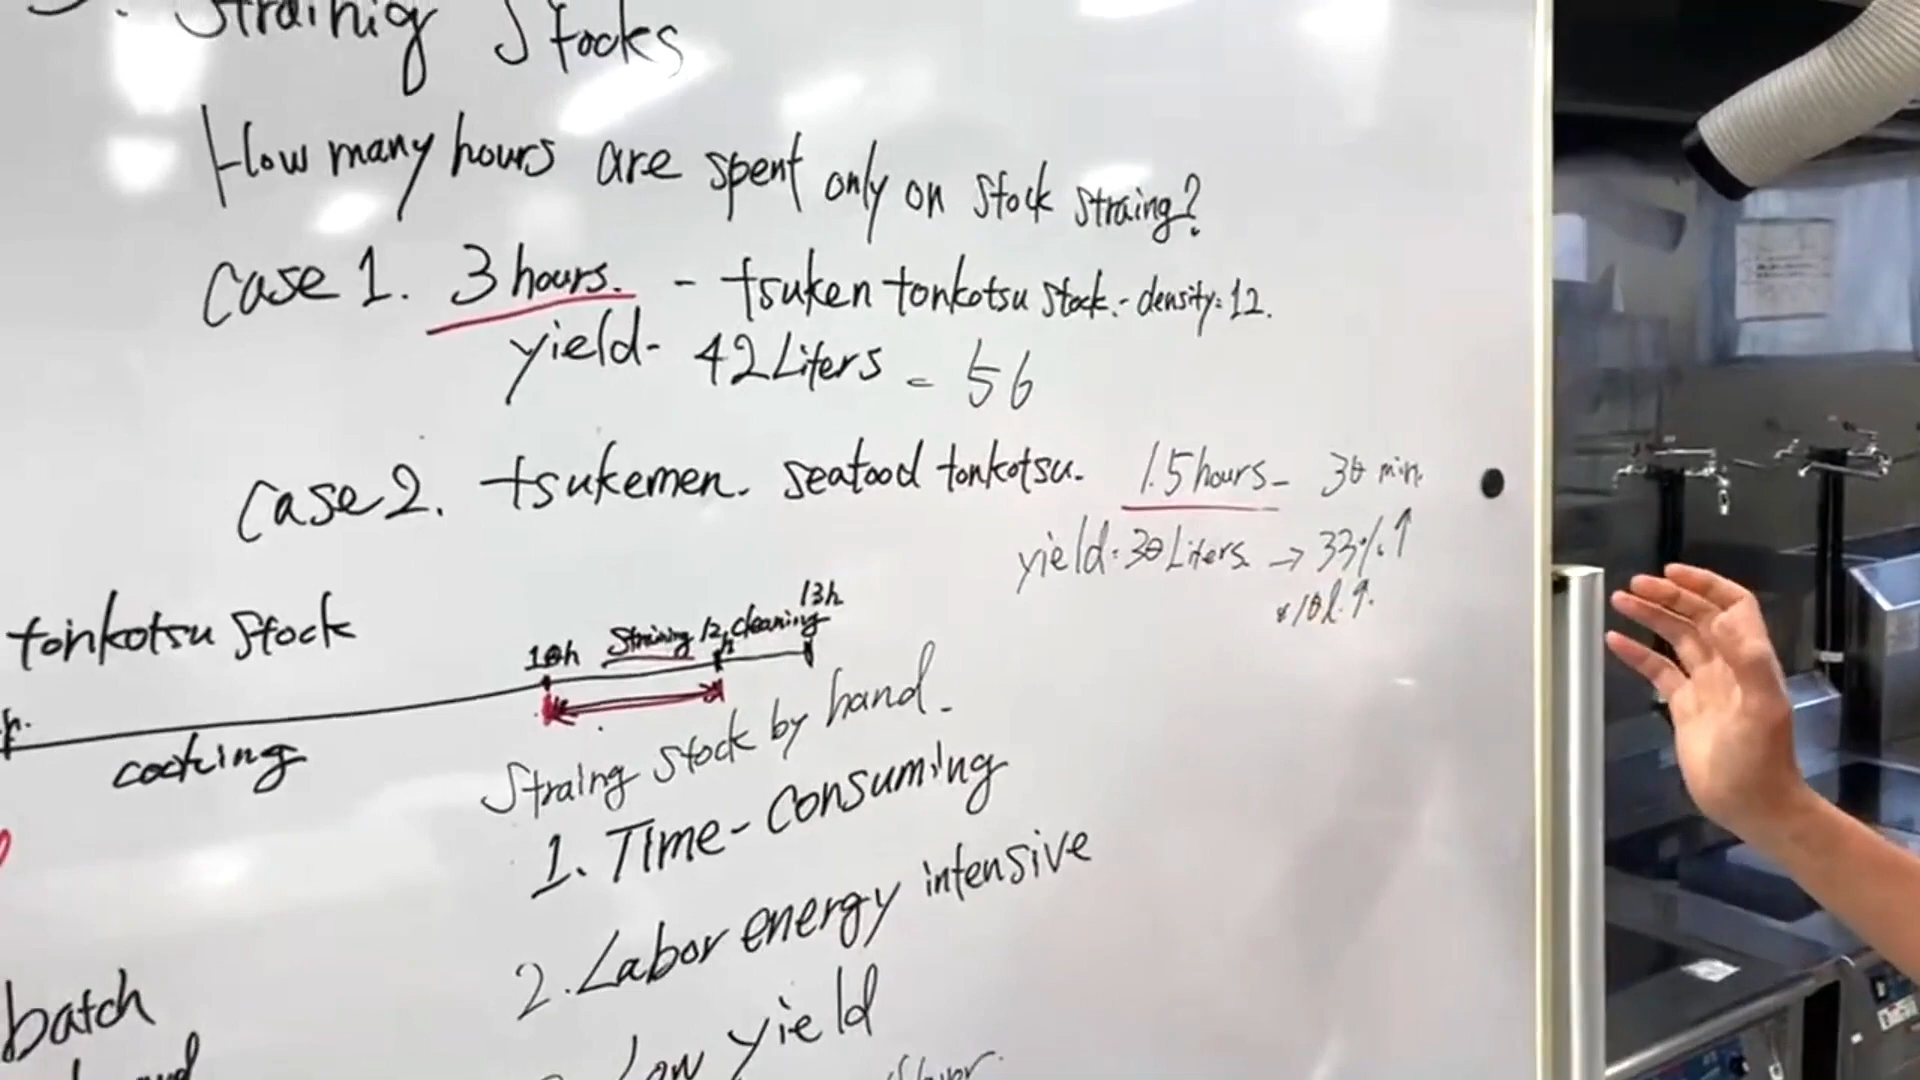 Strainig Stocks
How many hours are spent only on stock straing?
Case 1. 3 hours. - tsuken tonkotsu stock. - density: 12.
yield - 42 Liters = 56
Case 2. tsukemen. seatood tonkotsu. 1.5 hours - 30 min.
yield: 30 Liters. → 33%.↑
10l.↑.
tonkotsu stock
10h Straining 12h cleaning 13h
h.
cooking
Straing stock by hand.
1. Time-consuming
2. Labor energy intensive
Low yield
batch